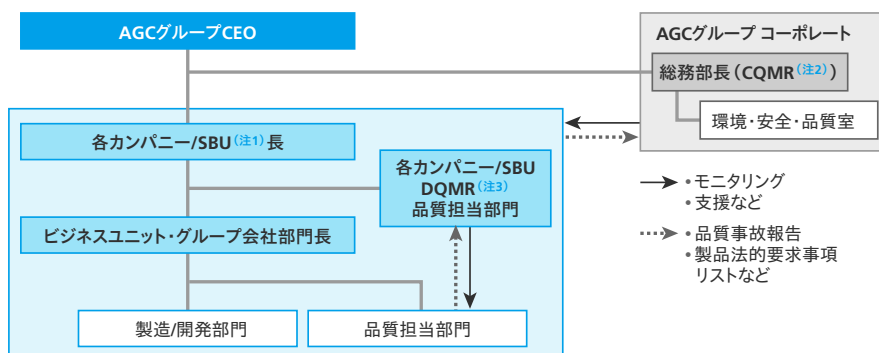 AGCグループCEO
AGCグループ コーポレート
総務部長（CQMR(注2)）
環境・安全・品質室
各カンパニー/SBU(注1)長
各カンパニー/SBU
DQMR(注3)
品質担当部門
ビジネスユニット・グループ会社部門長
製造/開発部門
品質担当部門
•モニタリング
•支援など
•品質事故報告
•製品法的要求事項
リストなど